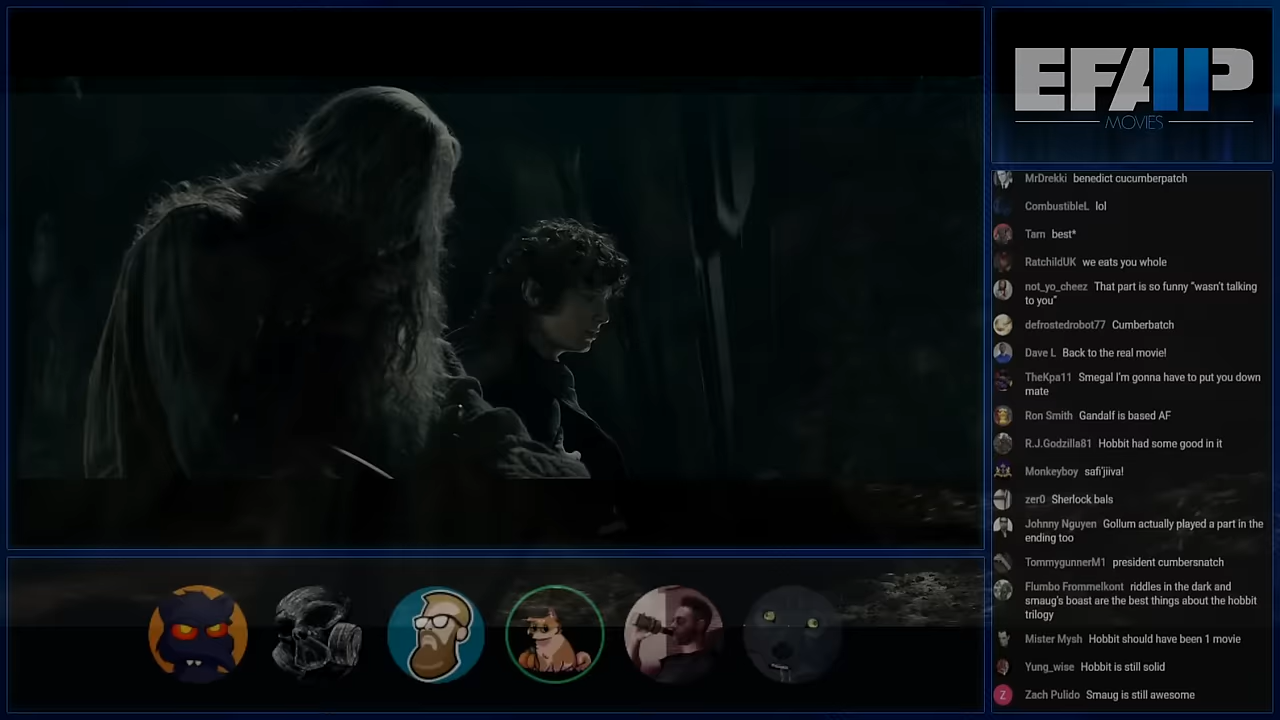 EFAP
MOVIES
MrDrekki benedict cucumberpatch
CombustibleL lol
Tarn best*
RatchildUK we eats you whole
not_yo_cheez That part is so funny "wasn't talking
to you"
defrostedrobot77 Cumberbatch
Dave L Back to the real movie!
TheKpa11 Smegal I'm gonna have to put you down
mate
Ron Smith Gandalf is based AF
R.J.Godzilla81 Hobbit had some good in it
Monkeyboy safi'jiiva!
zer0 Sherlock bals
Johnny Nguyen Gollum actually played a part in the
ending too
TommygunnerM1 president cumbersnatch
Flumbo Frommelkont riddles in the dark and
smaug's boast are the best things about the hobbit
trilogy
Mister Mysh Hobbit should have been 1 movie
Yung_wise Hobbit is still solid
Z Zach Pulido Smaug is still awesome